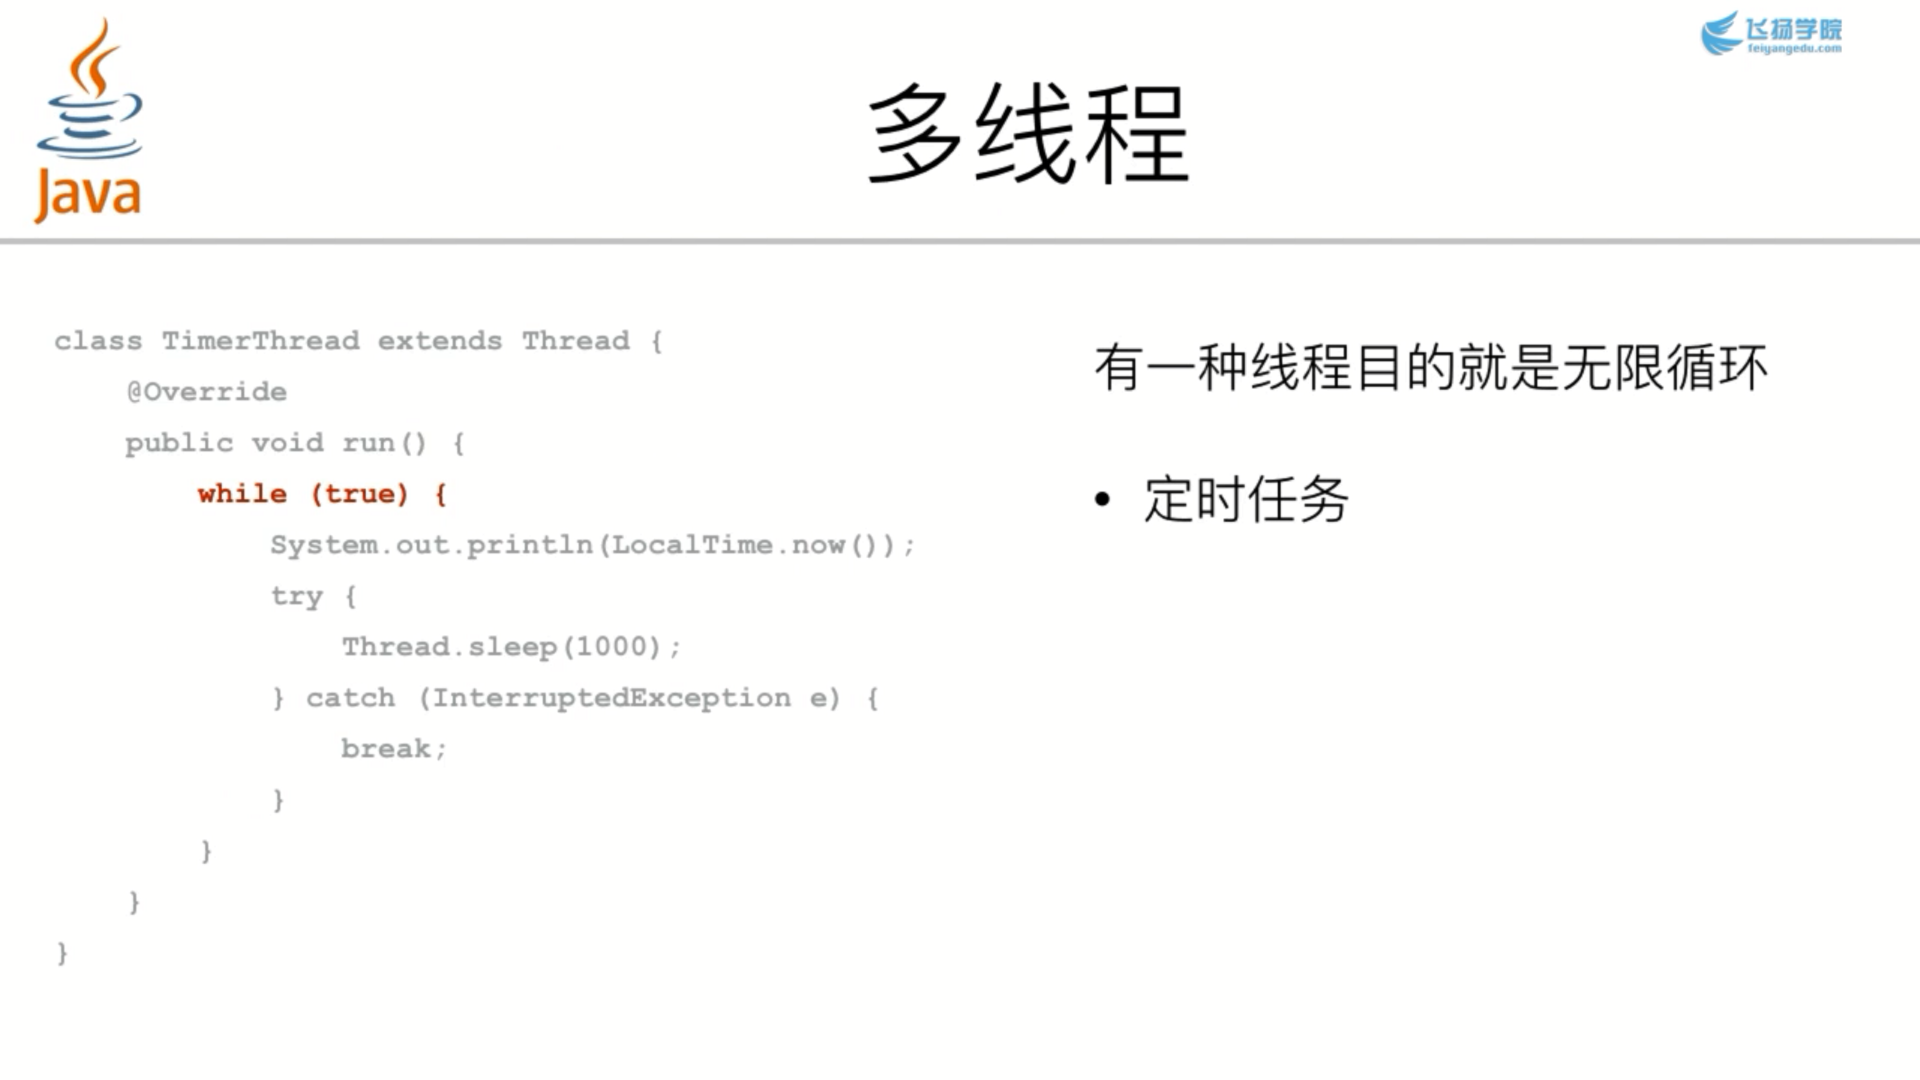 Java
飞扬学院
feiyangedu.com
多线程
class TimerThread extends Thread {
    @Override
    public void run() {
        while (true) {
            System.out.println(LocalTime.now());
            try {
                Thread.sleep(1000);
            } catch (InterruptedException e) {
                break;
            }
        }
    }
}
有一种线程目的就是无限循环
• 定时任务